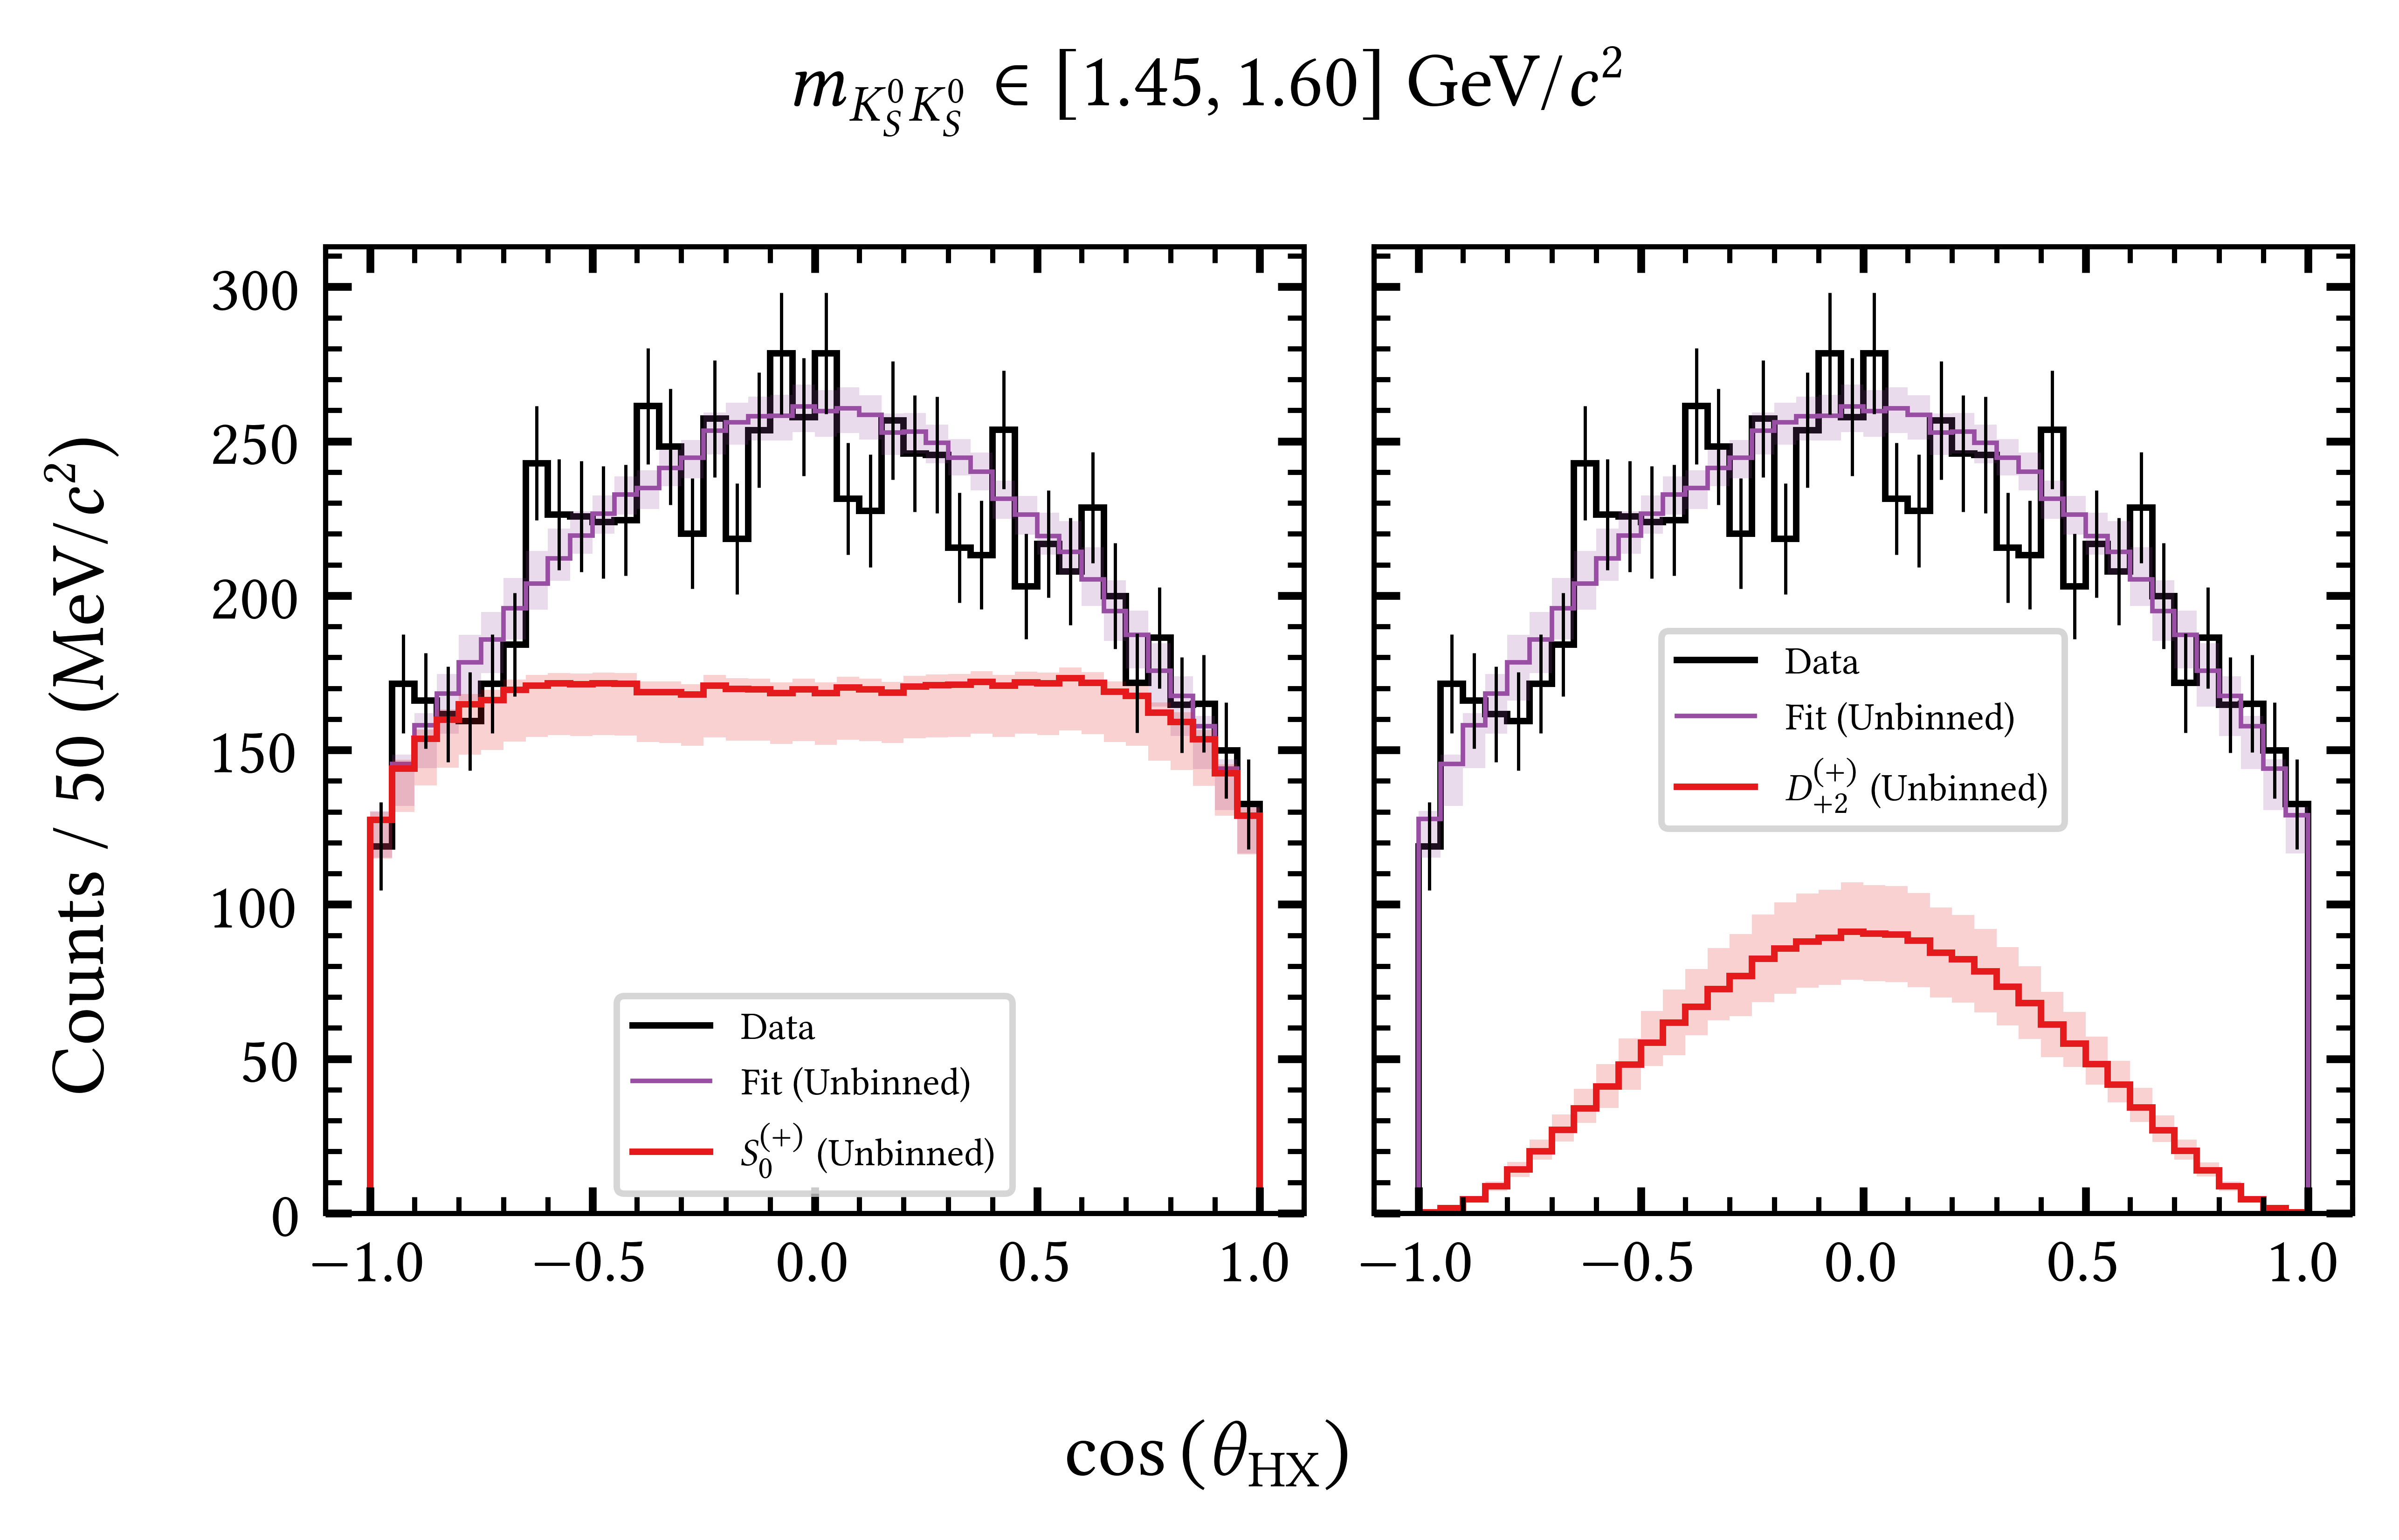 m_{K_S^0 K_S^0} ∈ [1.45, 1.60] GeV/c²
Counts / 50 (MeV/c²)
300
250
200
150
100
50
0
Data
Fit (Unbinned)
S_0^{(+)} (Unbinned)
−1.0 −0.5 0.0 0.5 1.0
Data
Fit (Unbinned)
D_{+2}^{(+)} (Unbinned)
−1.0 −0.5 0.0 0.5 1.0
cos (θ_{HX})